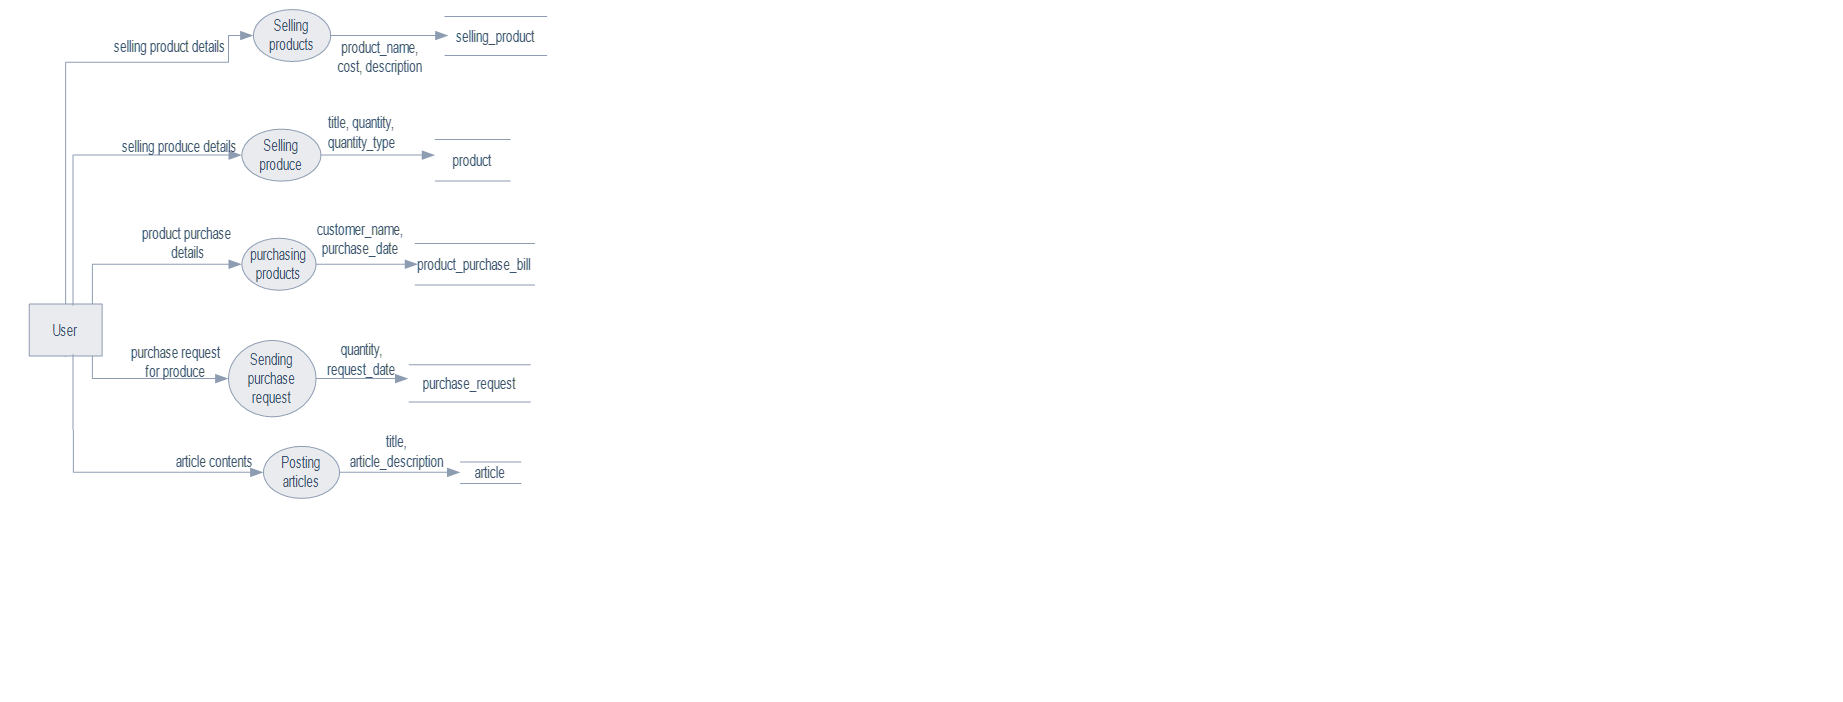 selling product details
Selling
products
product_name,
cost, description
selling_product
selling produce details
Selling
produce
title, quantity,
quantity_type
product
product purchase
details
purchasing
products
customer_name,
purchase_date
product_purchase_bill
User
purchase request
for produce
Sending
purchase
request
quantity,
request_date
purchase_request
article contents
Posting
articles
title,
article_description
article